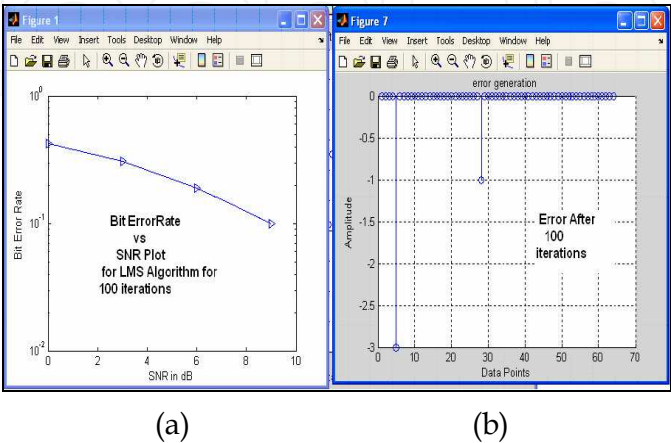 Figure 1
File Edit View Insert Tools Desktop Window Help
10^0
10^-1
10^-2
Bit Error Rate
Bit ErrorRate
vs
SNR Plot
for LMS Algorithm for
100 iterations
0 2 4 6 8 10
SNR in dB
(a)
Figure 7
File Edit View Insert Tools Desktop Window Help
error generation
0
-0.5
-1
-1.5
-2
-2.5
-3
Amplitude
Error After
100
iterations
0 10 20 30 40 50 60 70
Data Points
(b)